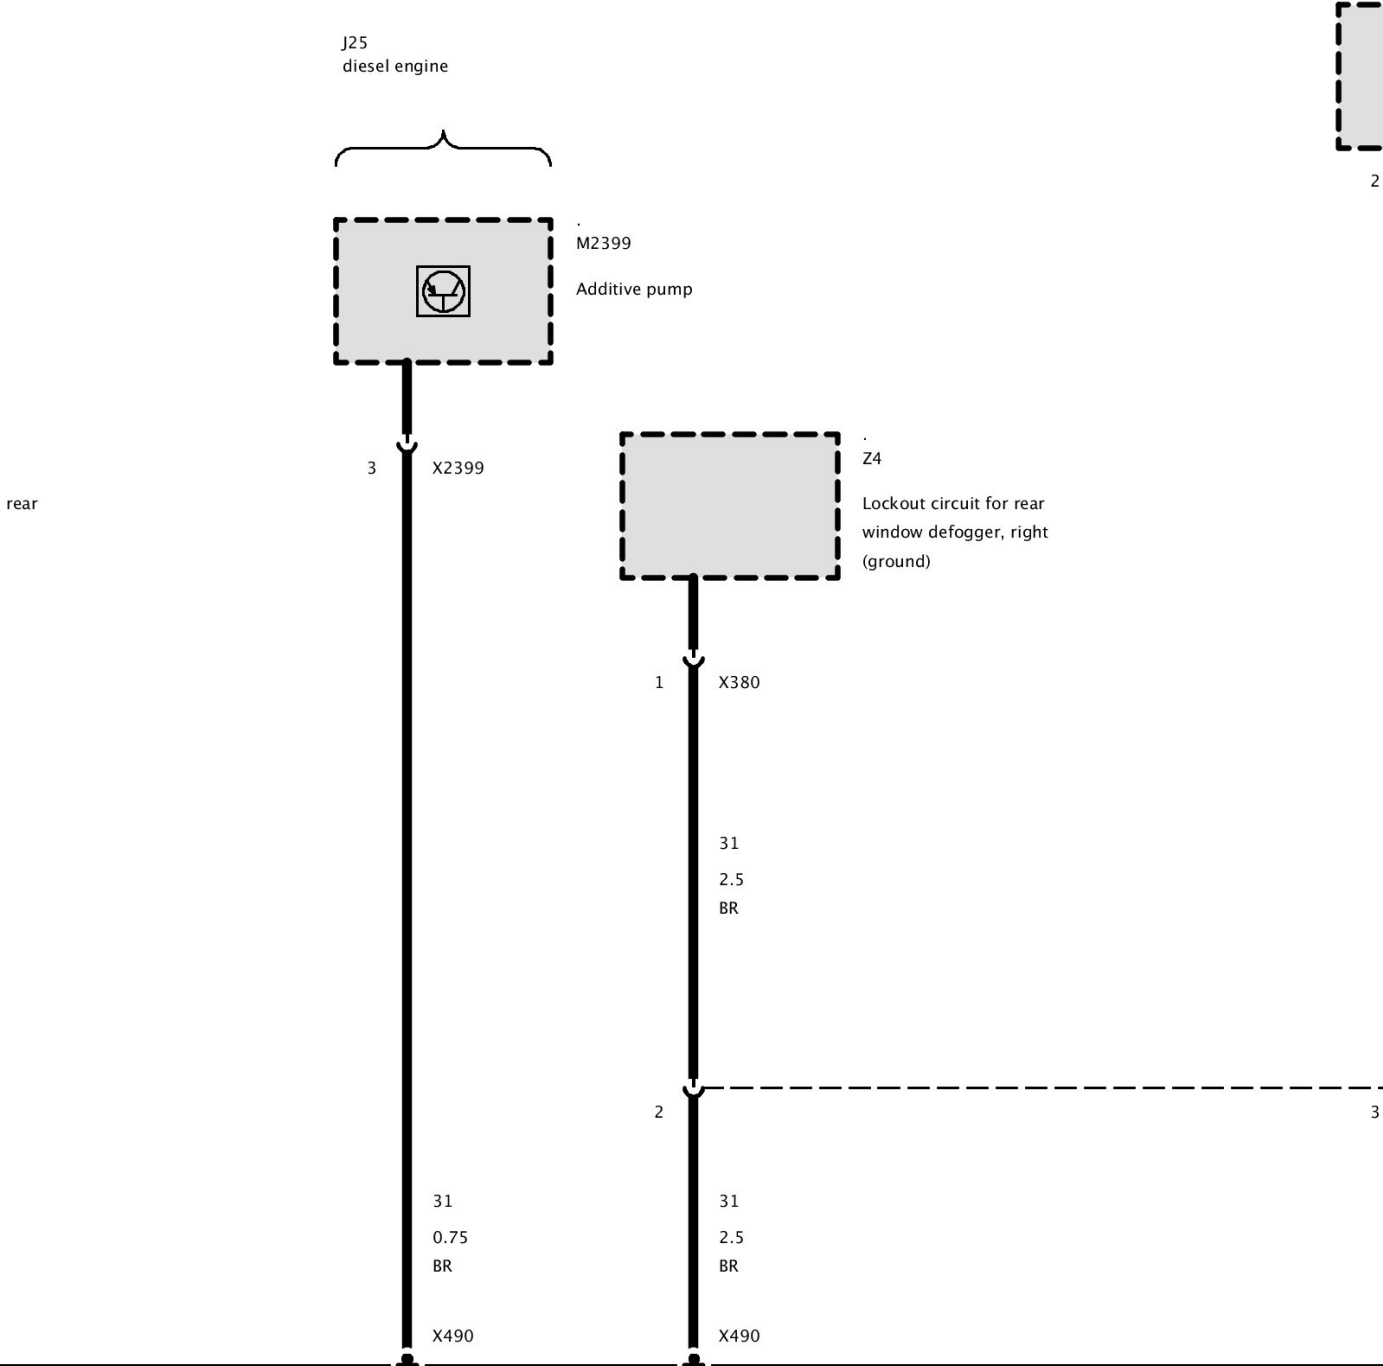 J25
diesel engine
2
.
M2399
Additive pump
3 X2399
rear
.
Z4
Lockout circuit for rear
window defogger, right
(ground)
1 X380
31
2.5
BR
2
3
31
0.75
BR
X490
31
2.5
BR
X490